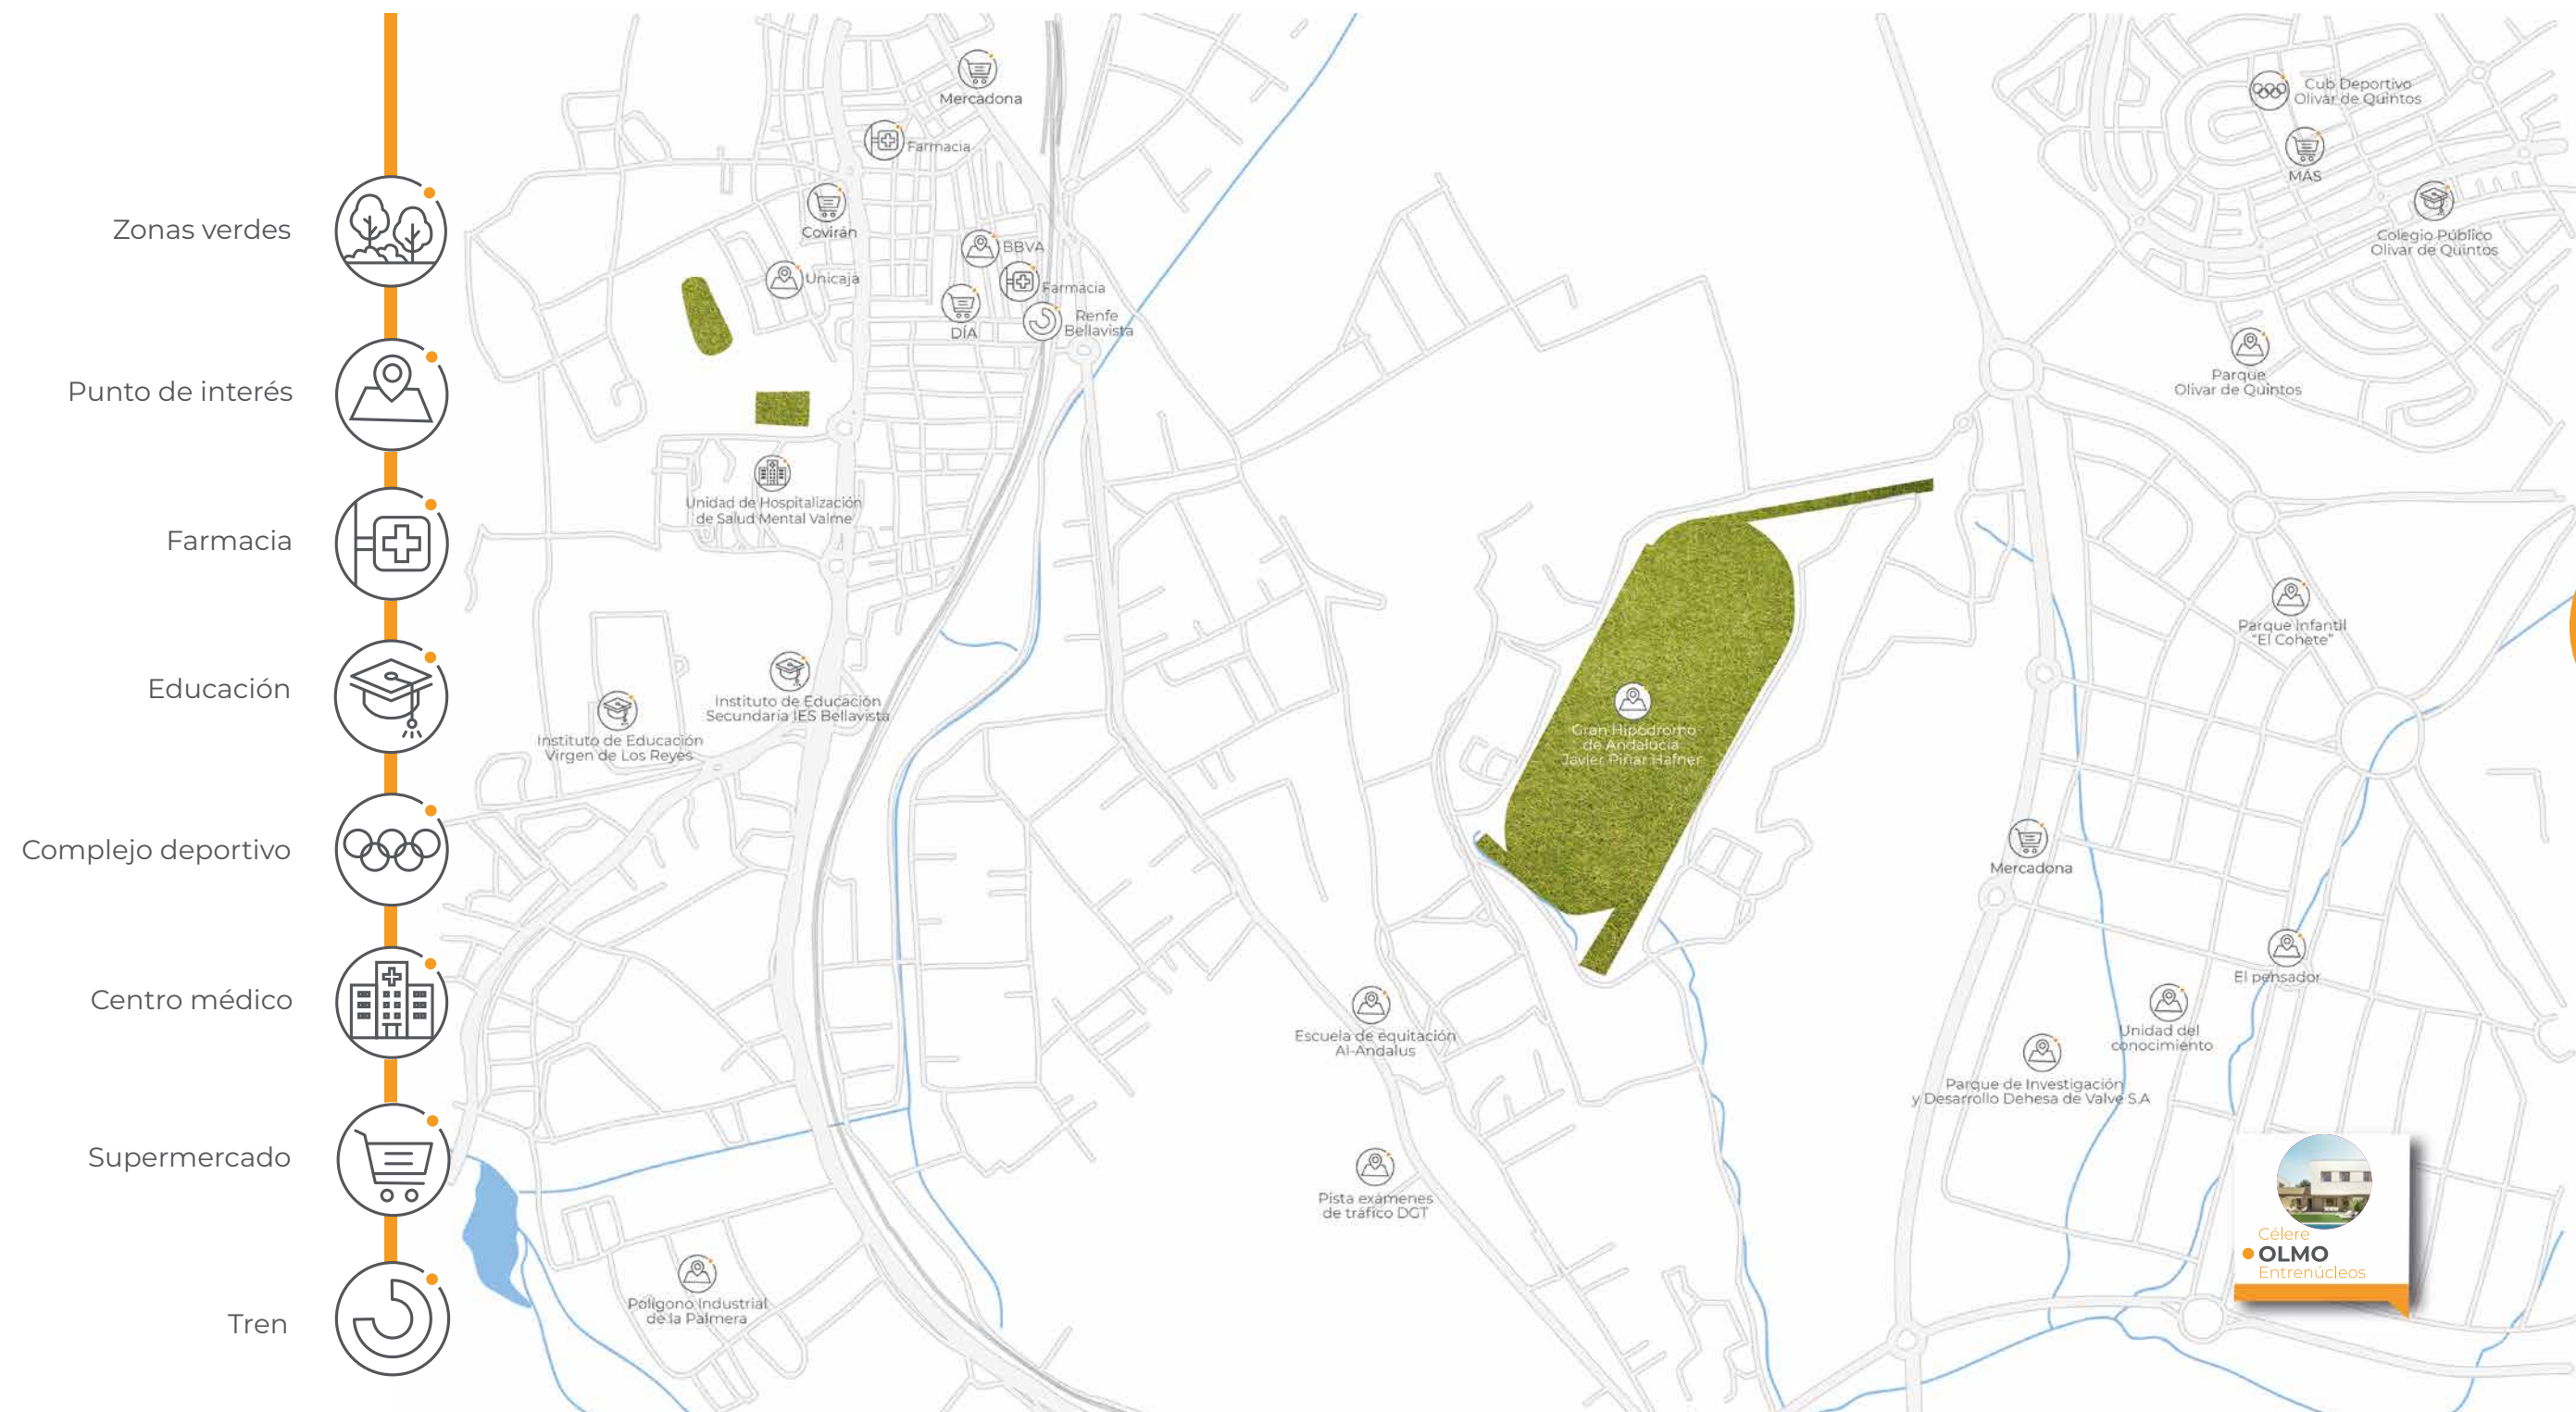 Zonas verdes
Punto de interés
Farmacia
Educación
Complejo deportivo
Centro médico
Supermercado
Tren
Mercadona
Farmacia
Covirán
BBVA
Unicaja
Farmacia
DÍA
Renfe
Bellavista
Unidad de Hospitalización
de Salud Mental Valme
Instituto de Educación
Secundaria IES Bellavista
Instituto de Educación
Virgen de Los Reyes
Polígono Industrial
de la Palmera
Gran Hipódromo
de Andalucía
Javier Piñar Hafner
Escuela de equitación
Al-Andalus
Pista exámenes
de tráfico DGT
Cub Deportivo
Olivar de Quintos
MÁS
Colegio Público
Olivar de Quintos
Parque
Olivar de Quintos
Parque Infantil
"El Cohete"
Mercadona
El pensador
Unidad del
conocimiento
Parque de Investigación
y Desarrollo Dehesa de Valve S.A
Célere
OLMO
Entrenúcleos